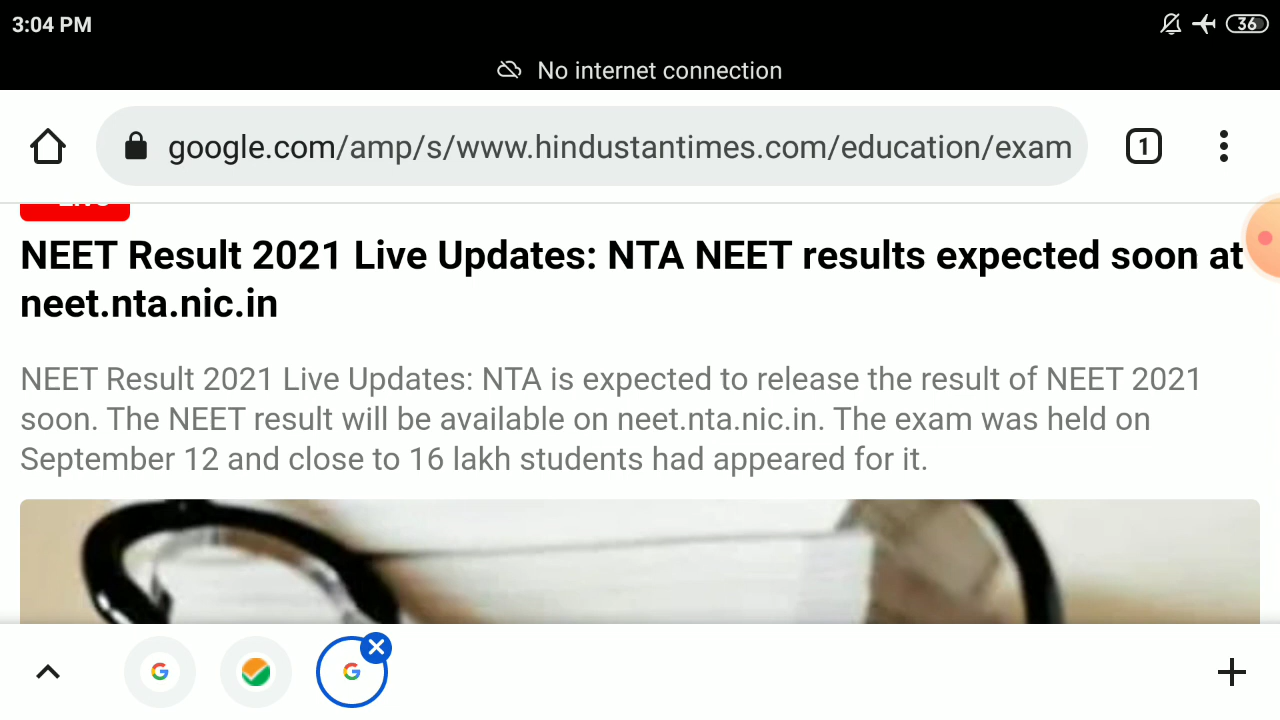 3:04 PM
36
No internet connection
google.com/amp/s/www.hindustantimes.com/education/exam
1
NEET Result 2021 Live Updates: NTA NEET results expected soon at
neet.nta.nic.in
NEET Result 2021 Live Updates: NTA is expected to release the result of NEET 2021
soon. The NEET result will be available on neet.nta.nic.in. The exam was held on
September 12 and close to 16 lakh students had appeared for it.